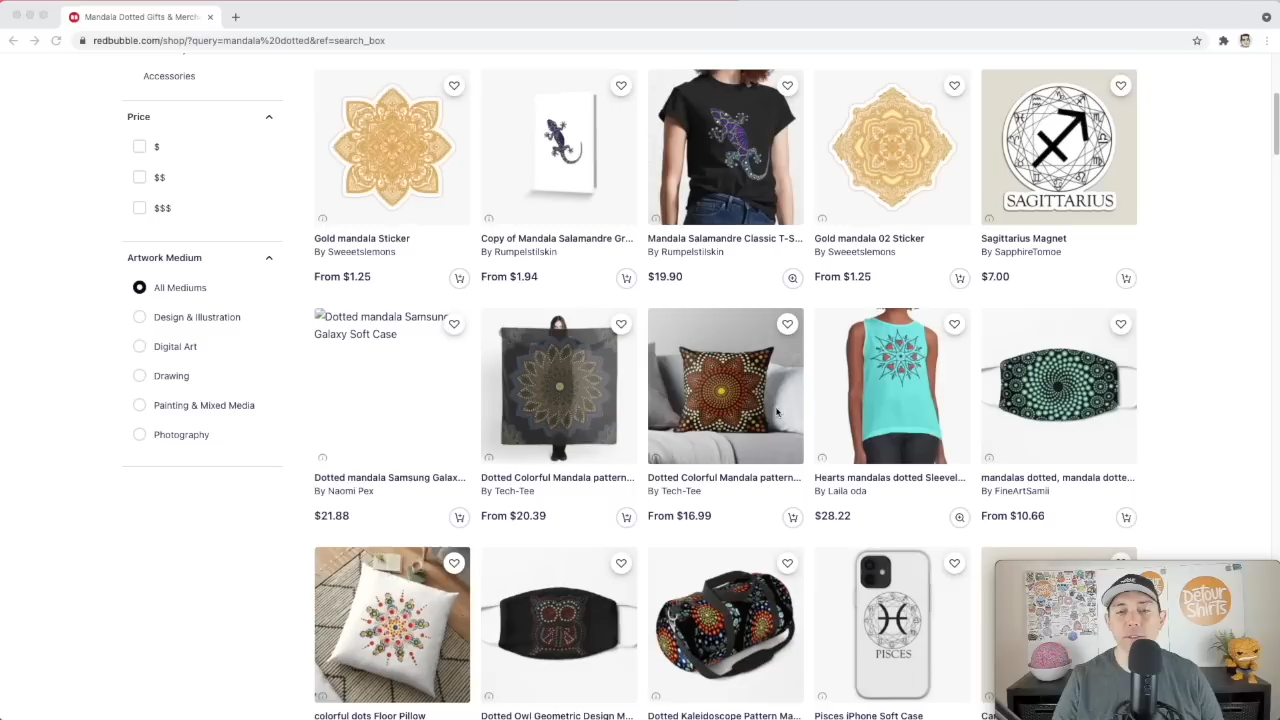 Mandala Dotted Gifts & Merch
redbubble.com/shop/?query=mandala%20dotted&ref=search_box
Accessories
Price
$
$$
$$$
Artwork Medium
All Mediums
Design & Illustration
Digital Art
Drawing
Painting & Mixed Media
Photography
SAGITTARIUS
Gold mandala Sticker
By Sweeetslemons
From $1.25
Copy of Mandala Salamandre Gr...
By Rumpelstilskin
From $1.94
Mandala Salamandre Classic T-S...
By Rumpelstilskin
$19.90
Gold mandala 02 Sticker
By Sweeetslemons
From $1.25
Sagittarius Magnet
By SapphireTomoe
$7.00
Dotted mandala Samsung
Galaxy Soft Case
Dotted mandala Samsung Galax...
By Naomi Pex
$21.88
Dotted Colorful Mandala pattern...
By Tech-Tee
From $20.39
Dotted Colorful Mandala pattern...
By Tech-Tee
From $16.99
Hearts mandalas dotted Sleevel...
By Laila oda
$28.22
mandalas dotted, mandala dotte...
By FineArtSamii
From $10.66
PISCES
colorful dots Floor Pillow
Dotted Owl Geometric Design M...
Dotted Kaleidoscope Pattern Ma...
Pisces iPhone Soft Case
DeTour
SHiRTS